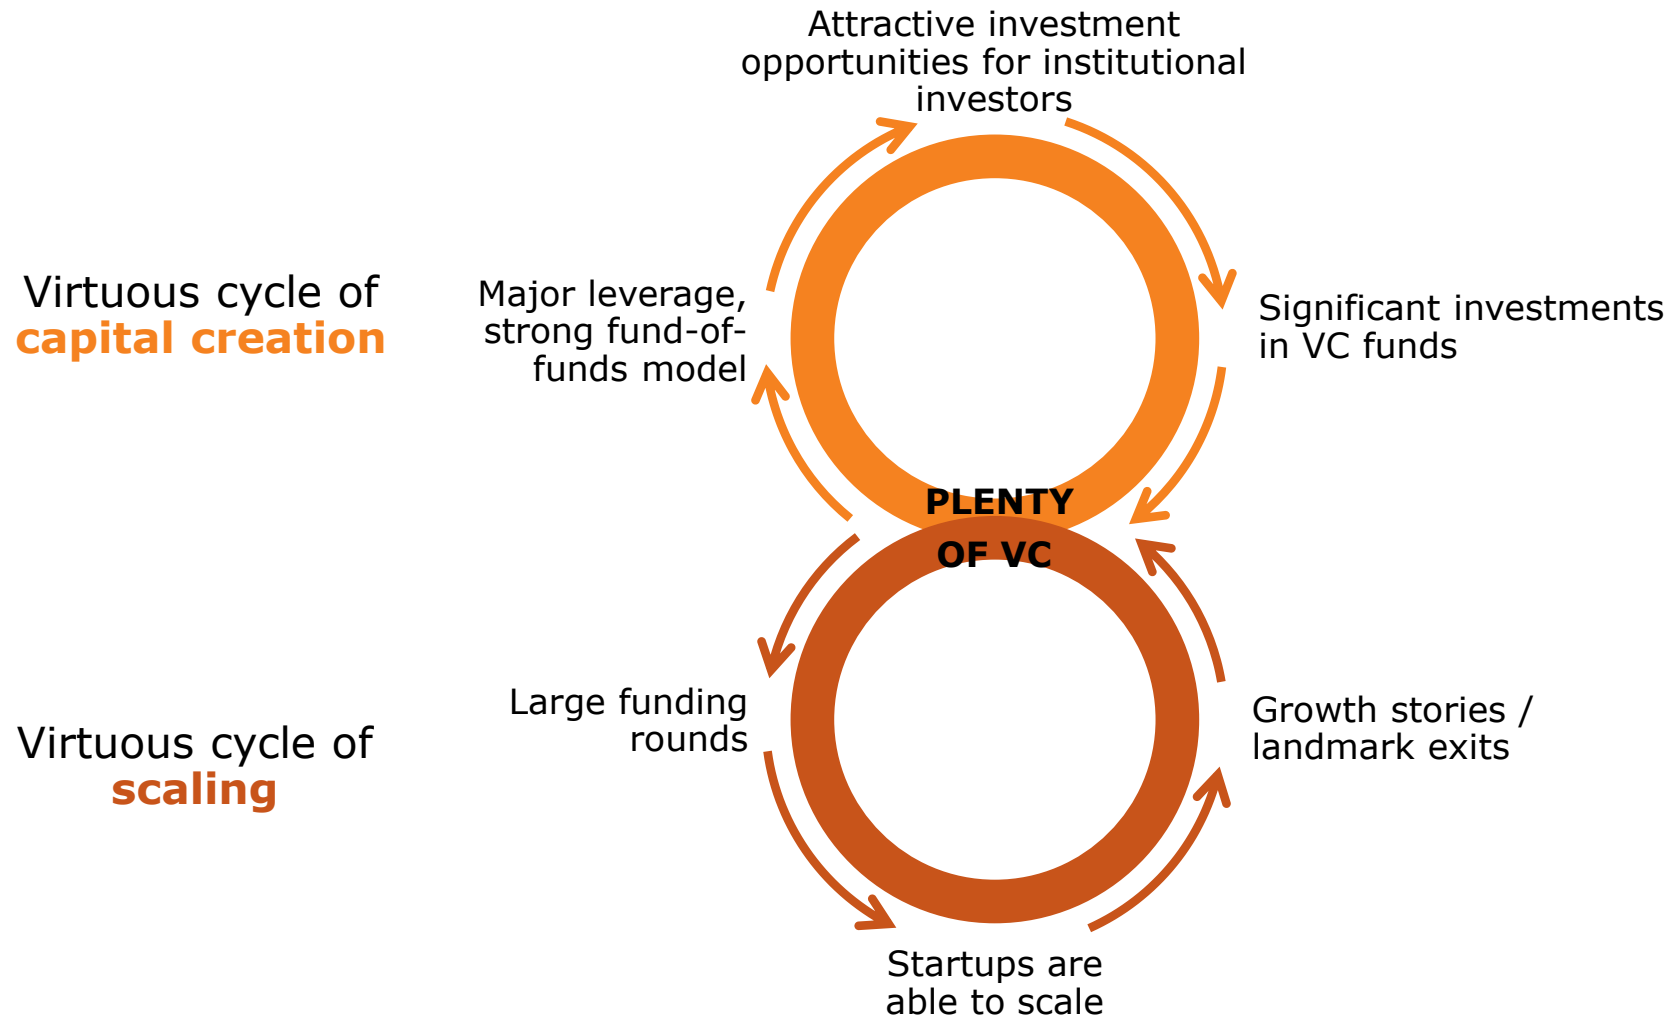 Attractive investment
opportunities for institutional
investors
Virtuous cycle of
capital creation
Major leverage,
strong fund-of-
funds model
Significant investments
in VC funds
PLENTY
OF VC
Virtuous cycle of
scaling
Large funding
rounds
Growth stories /
landmark exits
Startups are
able to scale